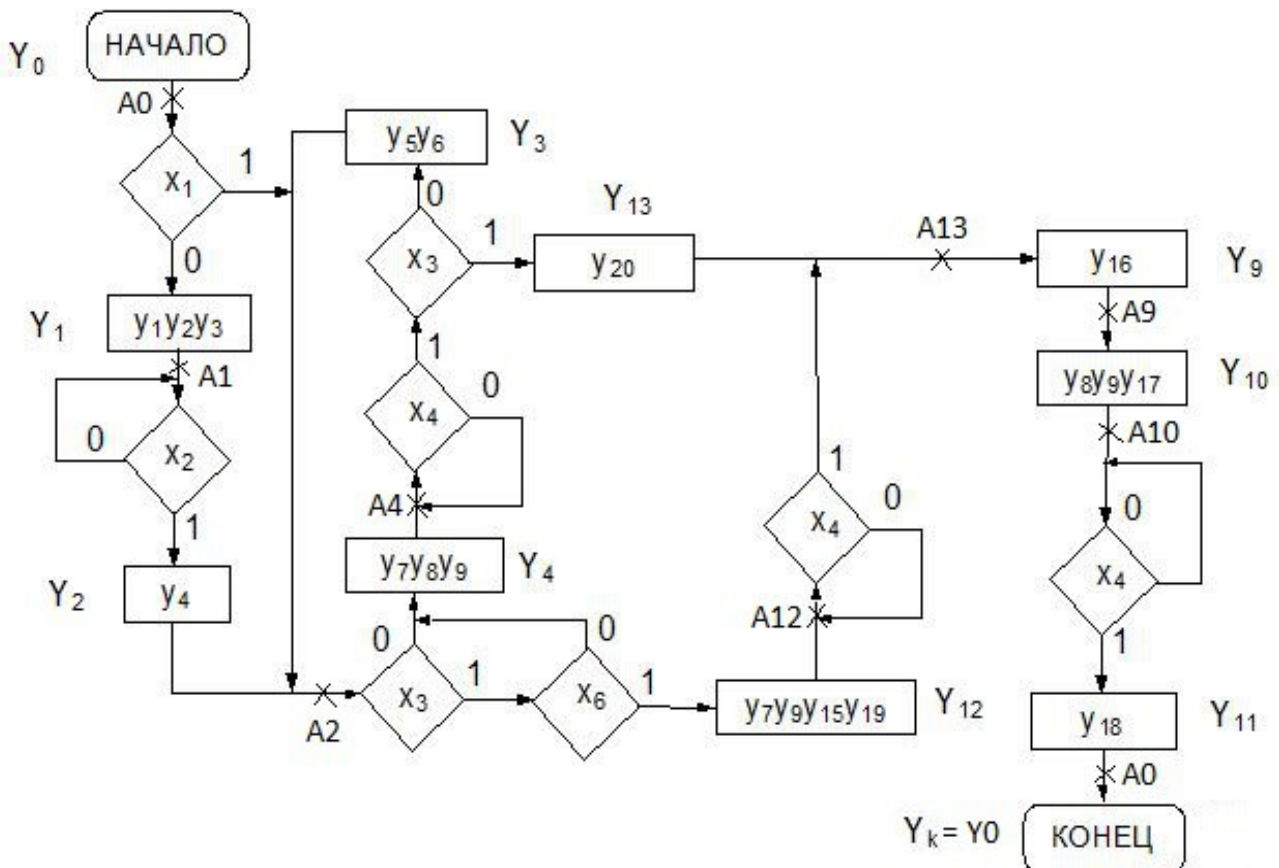 НАЧАЛО
Y0
A0
x1
1
0
y1y2y3
Y1
A1
x2
0
1
y4
Y2
y5y6
Y3
0
x3
1
y20
Y13
1
x4
0
A4
y7y8y9
Y4
0
x3
1
A2
0
x6
1
y7y9y15y19
Y12
A12
x4
0
1
A13
y16
Y9
A9
y8y9y17
Y10
A10
0
x4
1
y18
Y11
A0
Yk = Y0
КОНЕЦ